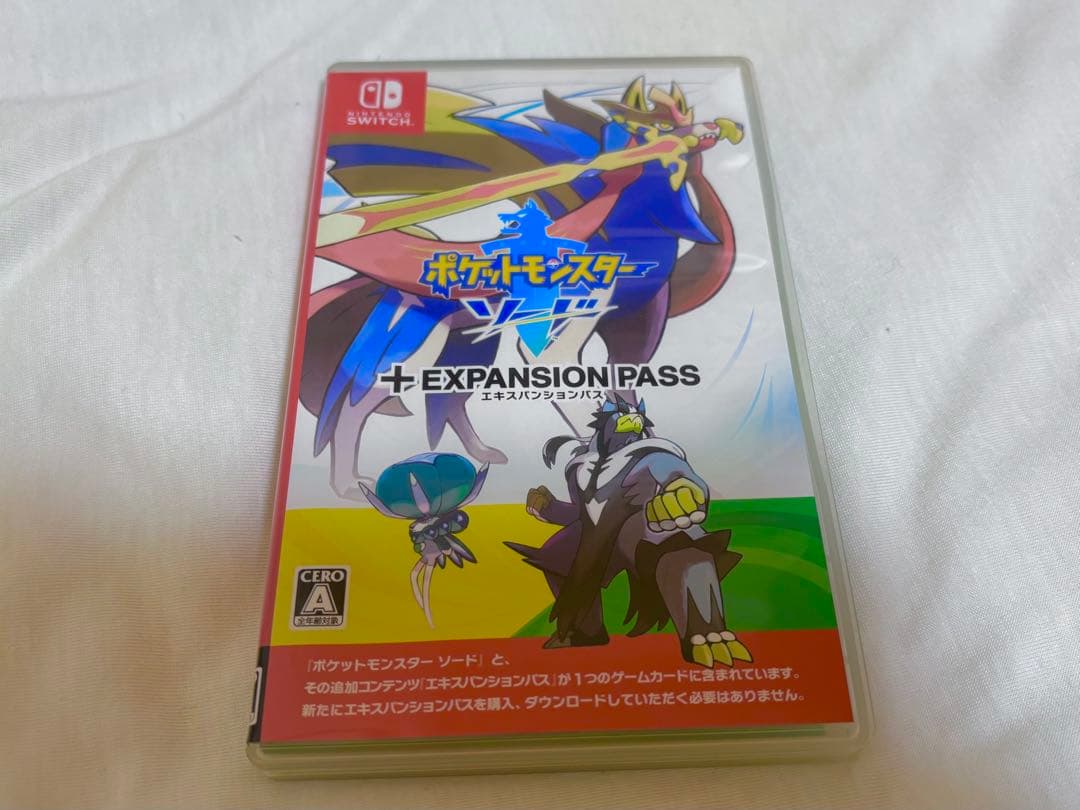 NINTENDO
SWITCH™
ポケットモンスター
ソード
+ EXPANSION PASS
エキスパンションパス
CERO
A
全年齢対象
『ポケットモンスター ソード』と、
その追加コンテンツ『エキスパンションパス』が1つのゲームカードに含まれています。
新たにエキスパンションパスを購入、ダウンロードしていただく必要はありません。